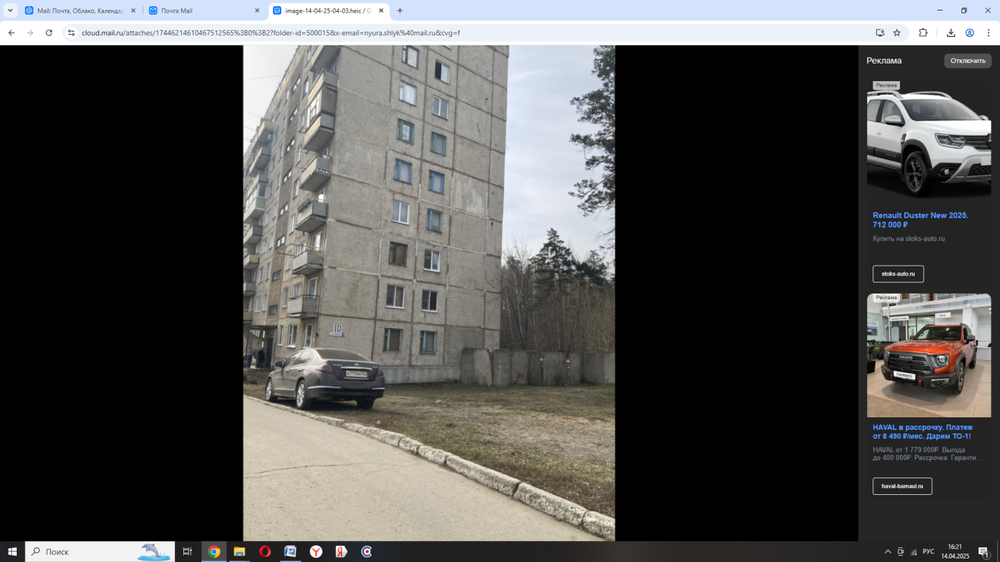 Mail: Почта, Облако, Календар
Почта Mail
image-14-04-25-04-03.heic / О
cloud.mail.ru/attaches/17446214610467512565%3B0%3B2?folder-id=500015&x-email=nyura.shlyk%40mail.ru&cvg=f
Реклама
Отключить
Реклама
Renault Duster New 2025.
712 000 ₽
Купить на stoks-auto.ru
stoks-auto.ru
Реклама
DARGO
HAVAL в рассрочку. Платеж
от 8 490 ₽/мес. Дарим ТО-1!
HAVAL от 1 779 000₽. Выгода
до 400 000₽. Рассрочка. Гаранти...
haval-barnaul.ru
10
Поиск
РУС
16:21
14.04.2025
1